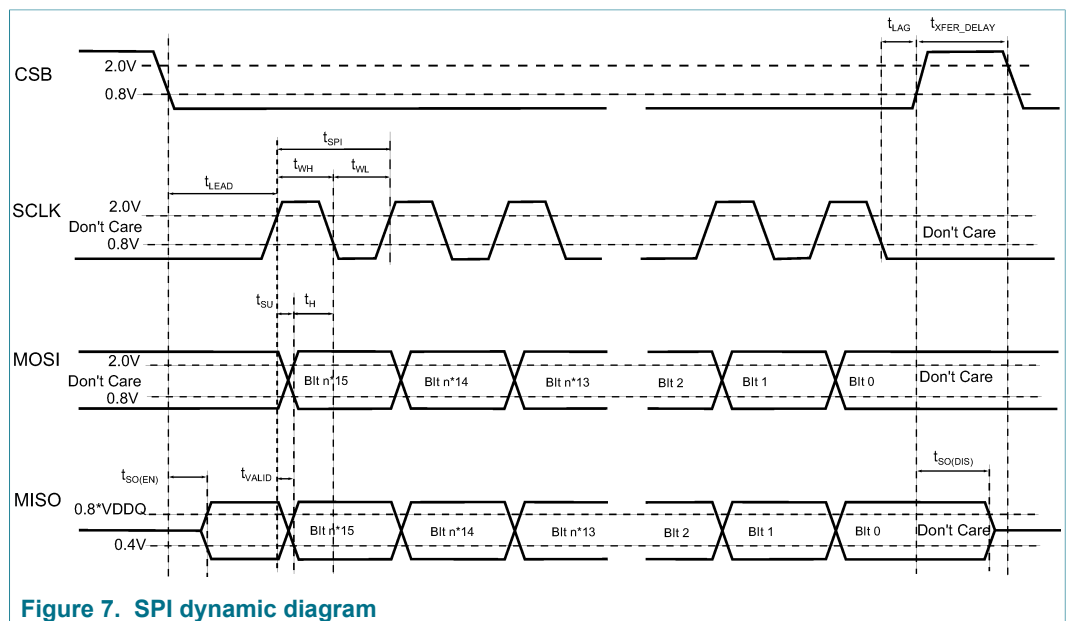 tLAG tXFER_DELAY
CSB
2.0V
0.8V
tSPI
tWH tWL
tLEAD
SCLK
2.0V
Don't Care
0.8V
Don't Care
tSU tH
MOSI
2.0V
Don't Care
0.8V
BIt n*15 BIt n*14 BIt n*13 BIt 2 BIt 1 BIt 0 Don't Care
tSO(EN) tVALID tSO(DIS)
MISO
0.8*VDDQ
0.4V
BIt n*15 BIt n*14 BIt n*13 BIt 2 BIt 1 BIt 0 Don't Care
Figure 7. SPI dynamic diagram